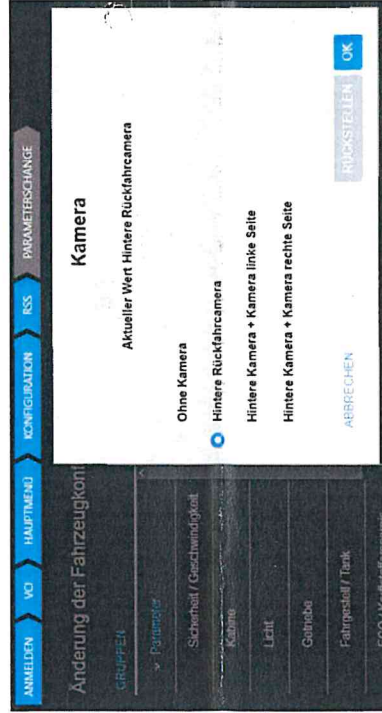 ANMELDEN
VCI
HAUPTMENÜ
KONFIGURATION
RSS
PARAMETERSCHANGE
Änderung der Fahrzeugkont
GRUPPEN
Parameter
Sicherheit / Geschwindigkeit
Kabine
Licht
Getriebe
Fahrgestell / Tank
Kamera
Aktueller Wert Hintere Rückfahrcamera
Ohne Kamera
Hintere Rückfahrcamera
Hintere Kamera + Kamera linke Seite
Hintere Kamera + Kamera rechte Seite
ABBRECHEN
RÜCKSTELLEN
OK